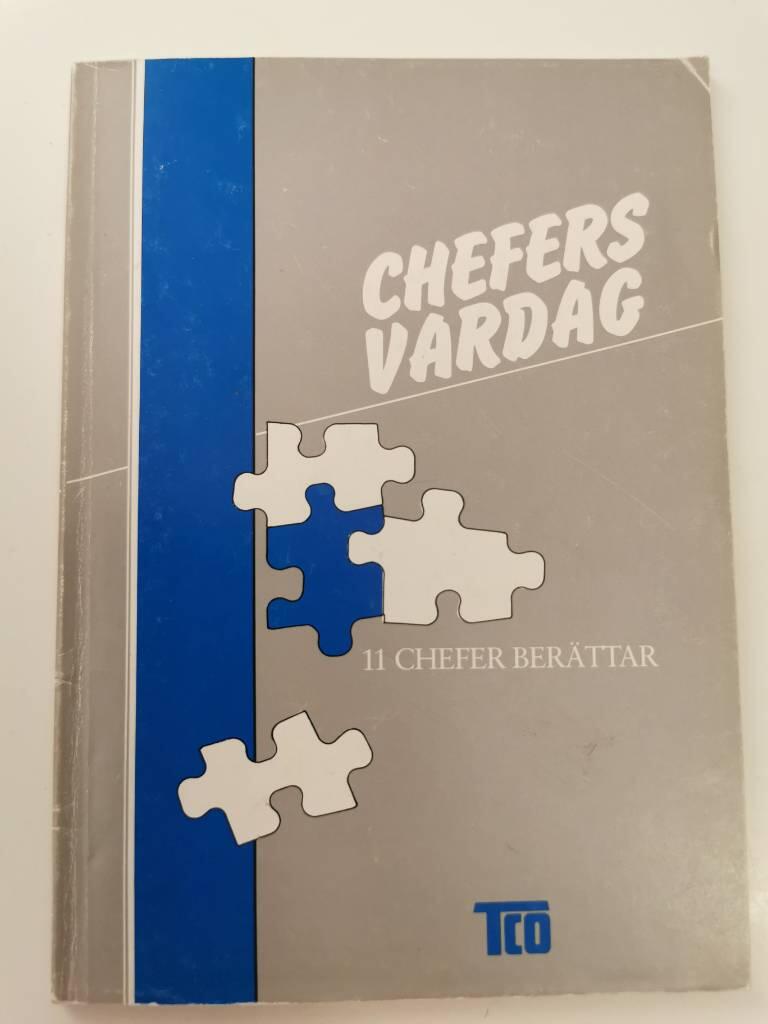 CHEFERS
VARDAG
11 CHEFER BERÄTTAR
TCO